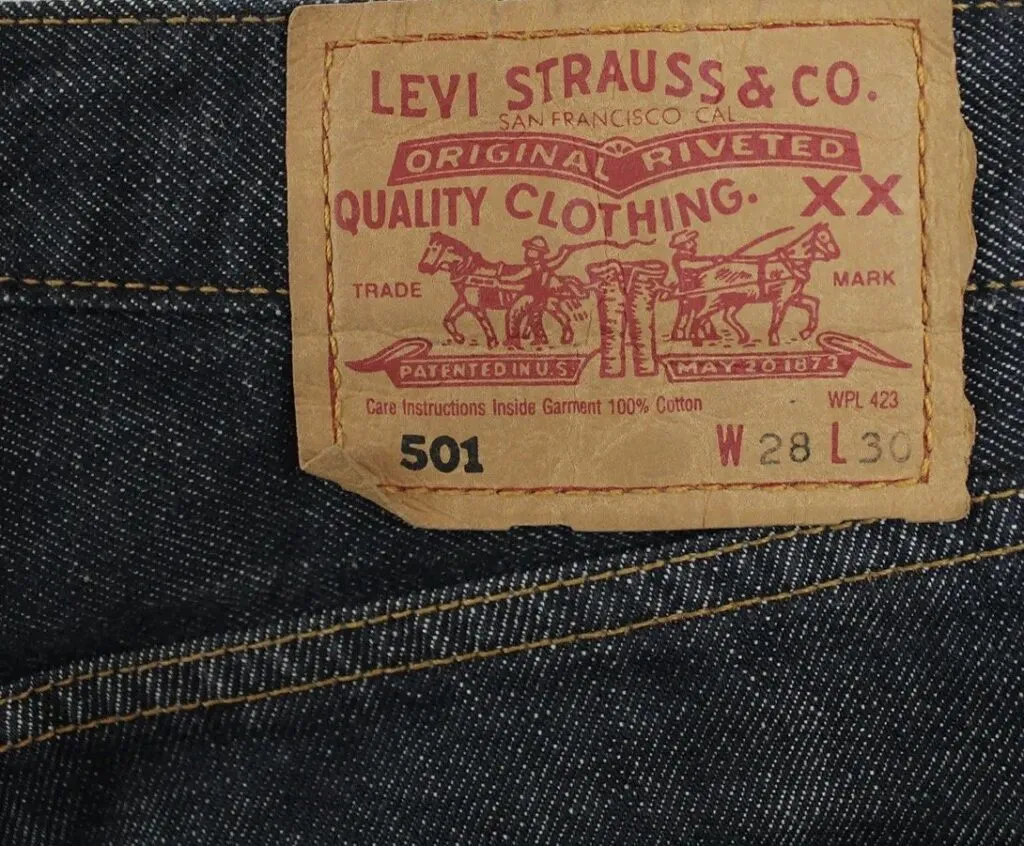 LEVI STRAUSS & CO.
SAN FRANCISCO, CAL
ORIGINAL RIVETED
QUALITY CLOTHING. XX
TRADE MARK
PATENTED IN U.S. MAY 20 1873
Care Instructions Inside Garment 100% Cotton WPL 423
501 W 28 L 30